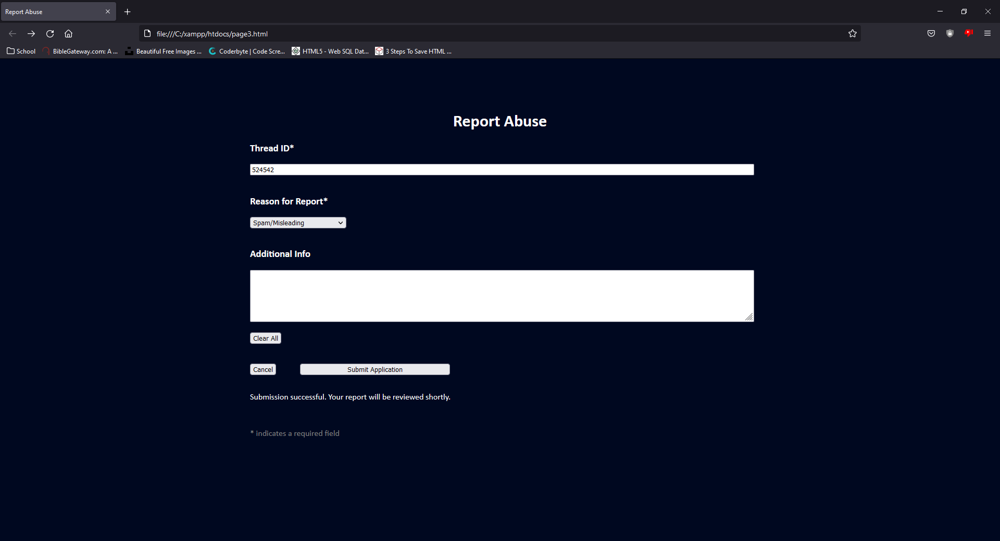 Report Abuse
file:///C:/xampp/htdocs/page3.html
School BibleGateway.com: A ... Beautiful Free Images ... Coderbyte | Code Scre... HTML5 - Web SQL Dat... 3 Steps To Save HTML ...
Report Abuse
Thread ID*
524542
Reason for Report*
Spam/Misleading
Additional Info
Clear All
Cancel Submit Application
Submission successful. Your report will be reviewed shortly.
* indicates a required field